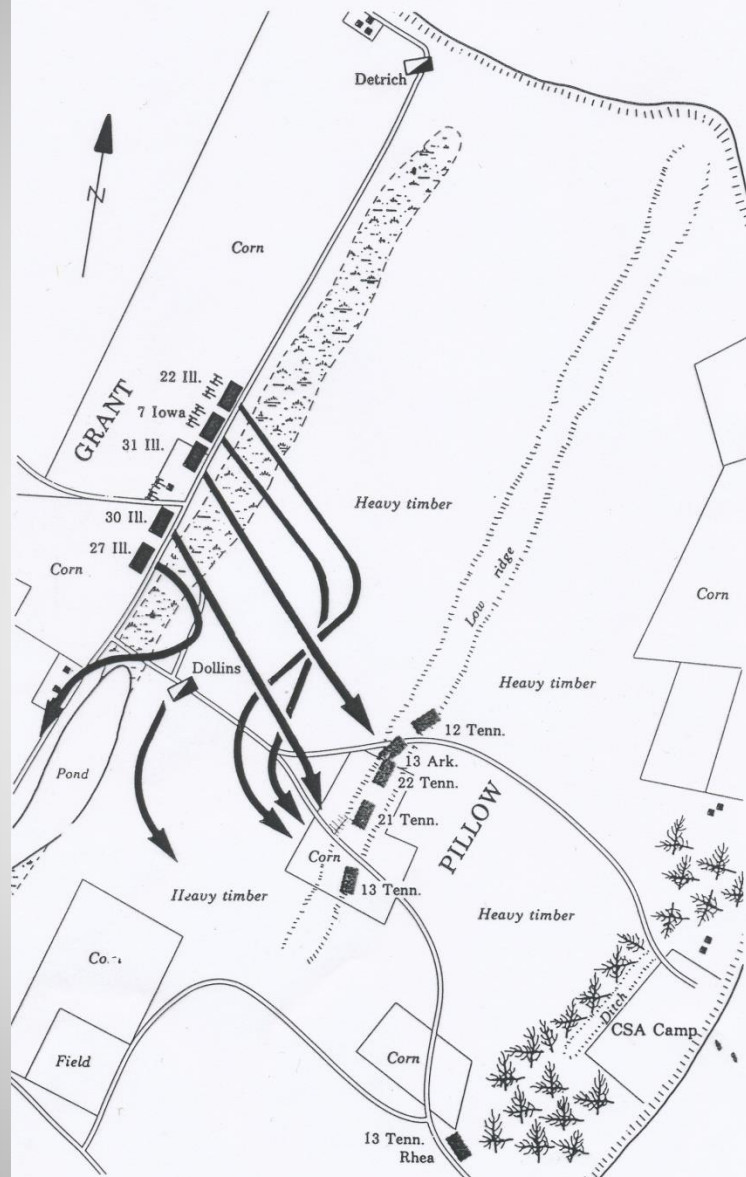 Detrich
N
Corn
22 Ill.
7 Iowa
31 Ill.
GRANT
30 Ill.
27 Ill.
Corn
Heavy timber
Low ridge
Corn
Dollins
Heavy timber
12 Tenn.
13 Ark.
22 Tenn.
21 Tenn.
PILLOW
Pond
Corn
13 Tenn.
Heavy timber
Heavy timber
Ditch
CSA Camp
Field
Corn
13 Tenn.
Rhea